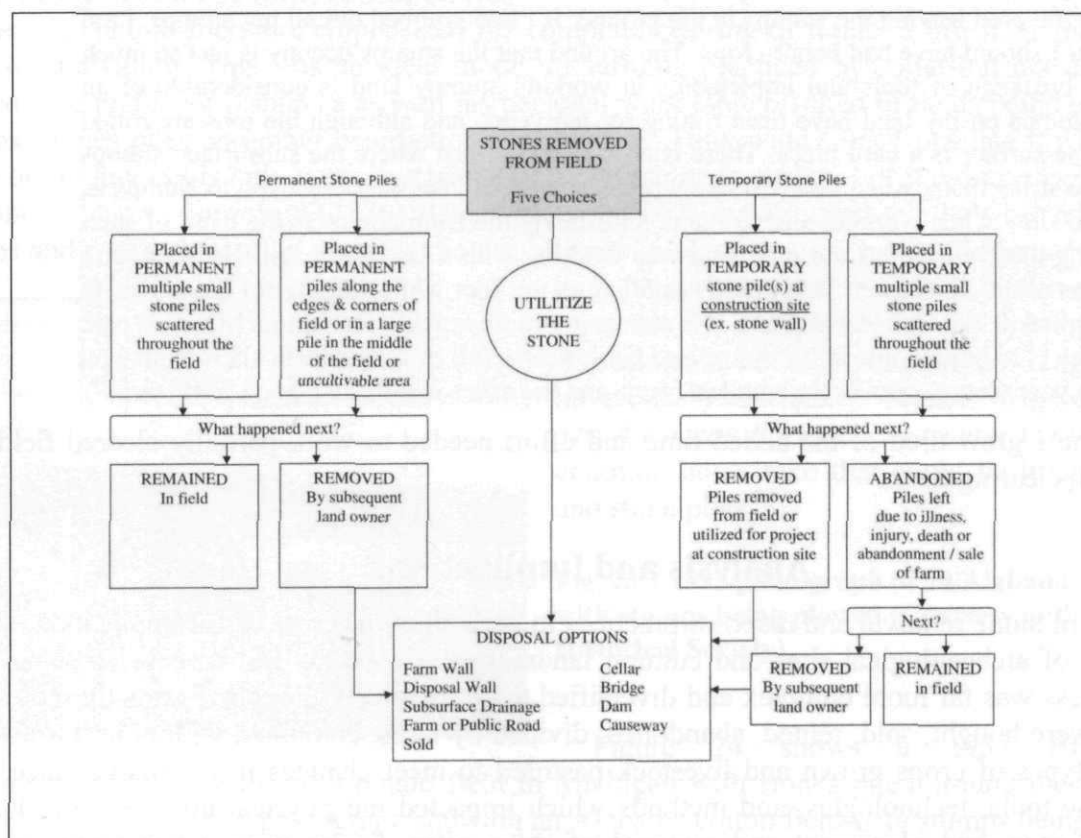 STONES REMOVED
FROM FIELD
Five Choices
Permanent Stone Piles
Temporary Stone Piles
Placed in
PERMANENT
multiple small
stone piles
scattered
throughout the
field
Placed in
PERMANENT
piles along the
edges & corners of
field or in a large
pile in the middle
of the field or
uncultivable area
UTILITIZE
THE
STONE
Placed in
TEMPORARY
stone pile(s) at
construction site
(ex. stone wall)
Placed in
TEMPORARY
multiple small
stone piles
scattered
throughout the
field
What happened next?
What happened next?
REMAINED
In field
REMOVED
By subsequent
land owner
REMOVED
Piles removed
from field or
utilized for project
at construction site
ABANDONED
Piles left
due to illness,
injury, death or
abandonment / sale
of farm
Next?
DISPOSAL OPTIONS
Farm Wall
Disposal Wall
Subsurface Drainage
Farm or Public Road
Sold
Cellar
Bridge
Dam
Causeway
REMOVED
By subsequent
land owner
REMAINED
in field